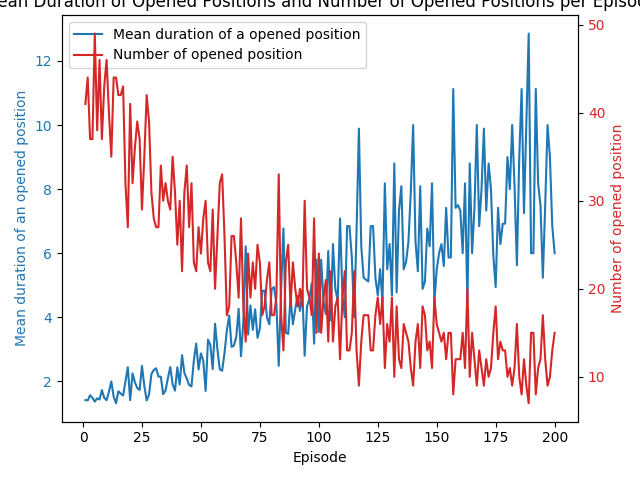 ean Duration of Opened Positions and Number of Opened Positions per Episod
Mean duration of a opened position
Number of opened position
Mean duration of an opened position
12
10
8
6
4
2
50
40
30
20
10
Number of opened position
0 25 50 75 100 125 150 175 200
Episode